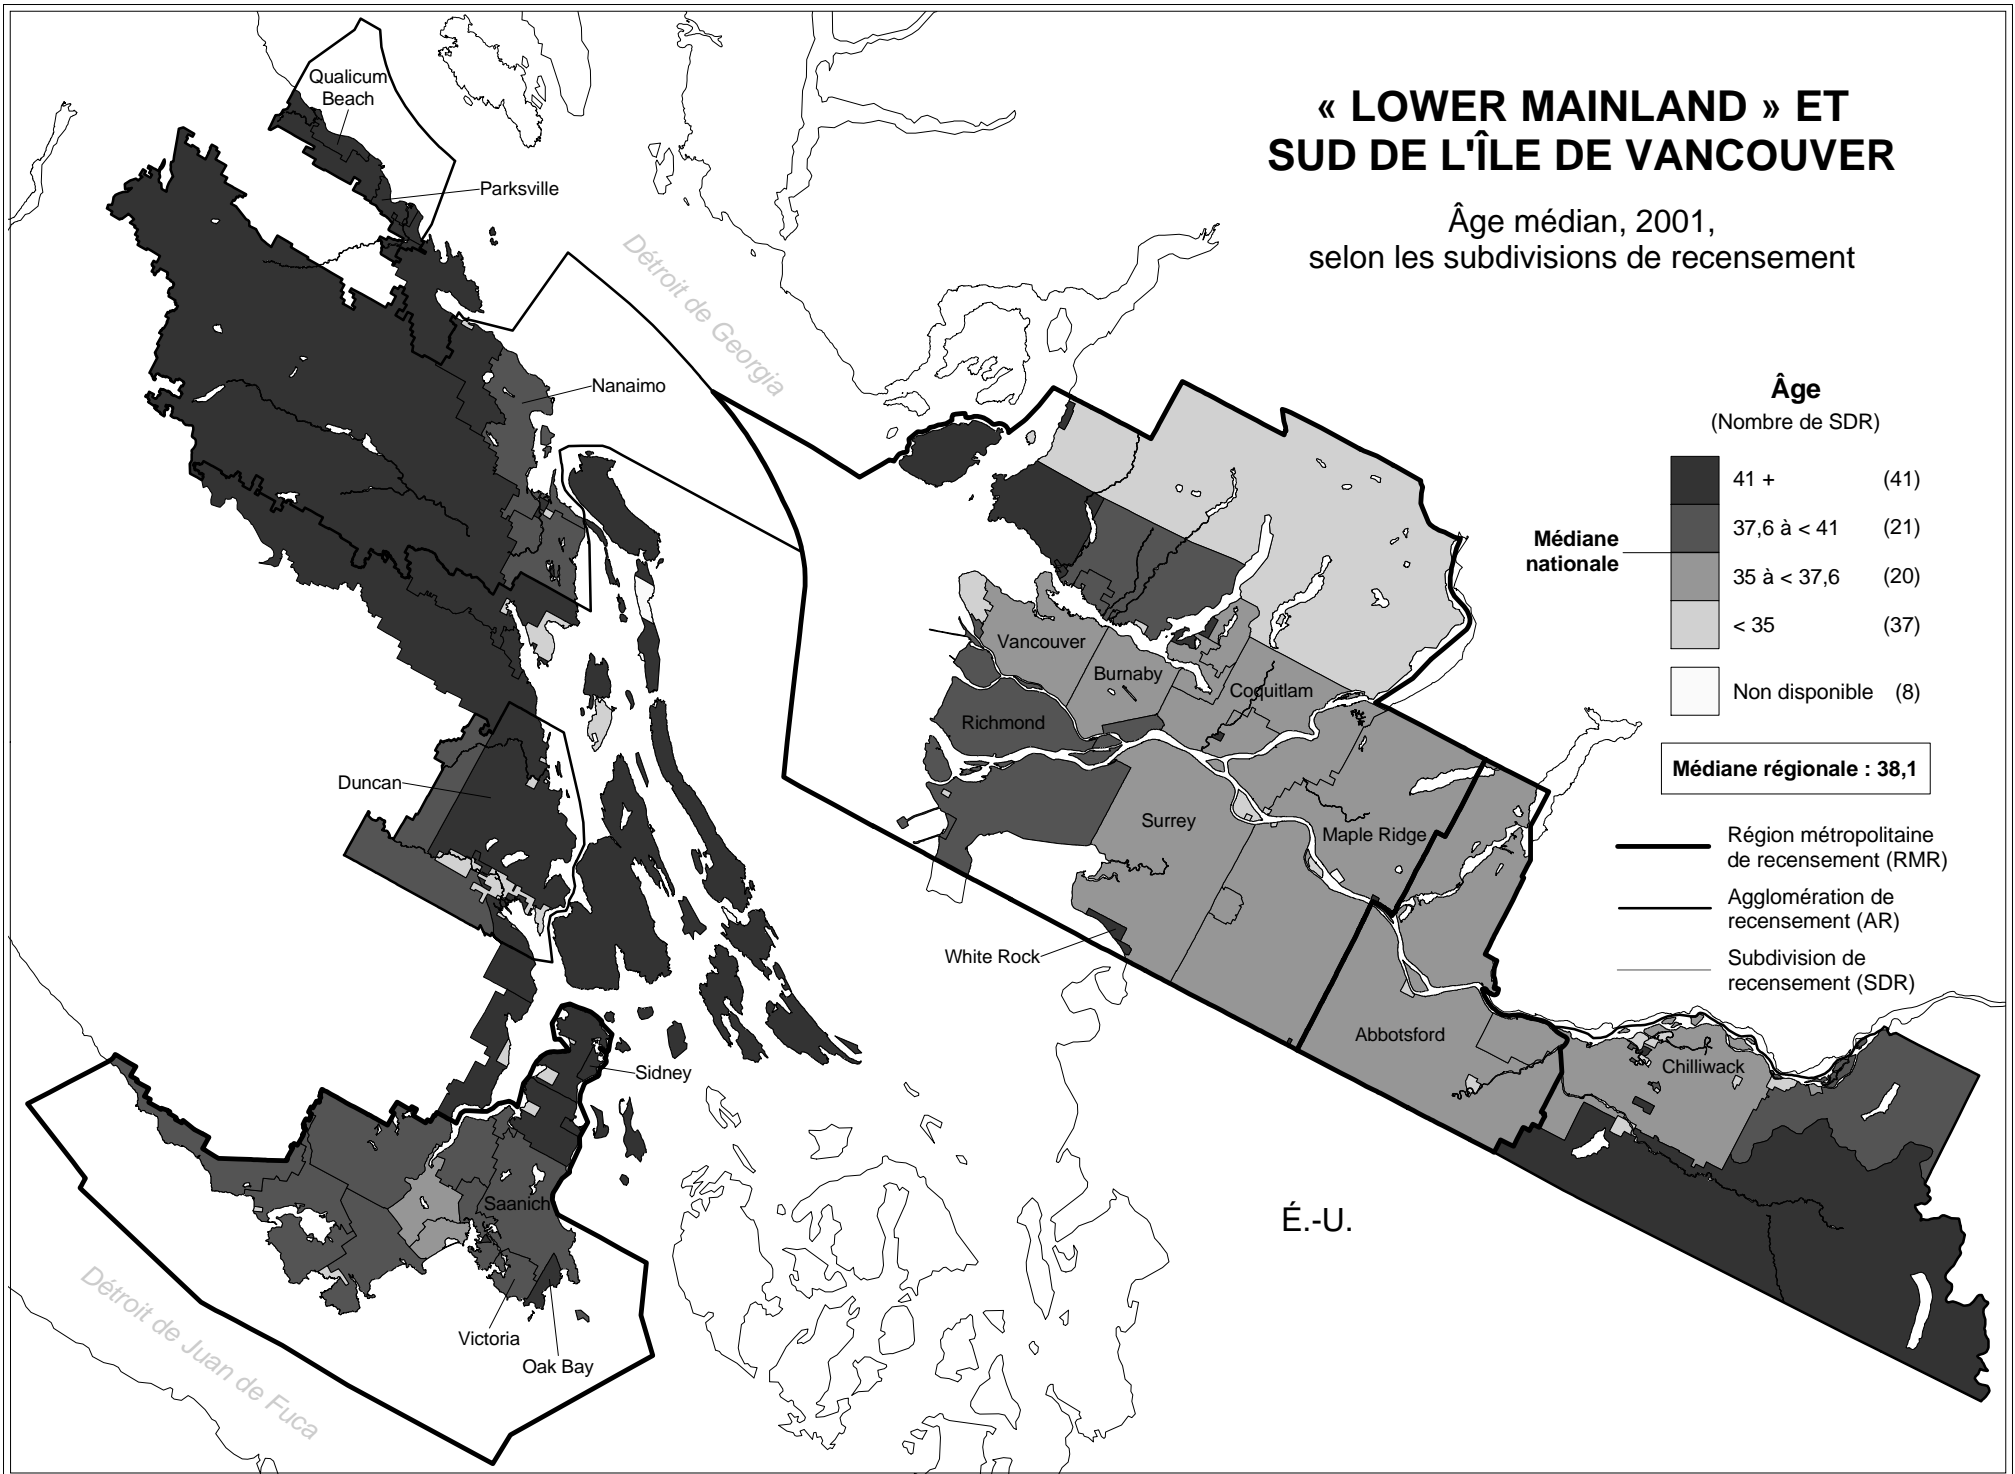 « LOWER MAINLAND » ET
SUD DE L'ÎLE DE VANCOUVER
Âge médian, 2001,
selon les subdivisions de recensement
Qualicum
Beach
Parksville
Détroit de Georgia
Nanaimo
Vancouver
Burnaby
Coquitlam
Richmond
Duncan
Surrey
Maple Ridge
White Rock
Abbotsford
Chilliwack
Sidney
Saanich
Victoria
Oak Bay
É.-U.
Détroit de Juan de Fuca
Âge
(Nombre de SDR)
41 + (41)
37,6 à < 41 (21)
Médiane
nationale
35 à < 37,6 (20)
< 35 (37)
Non disponible (8)
Médiane régionale : 38,1
Région métropolitaine
de recensement (RMR)
Agglomération de
recensement (AR)
Subdivision de
recensement (SDR)